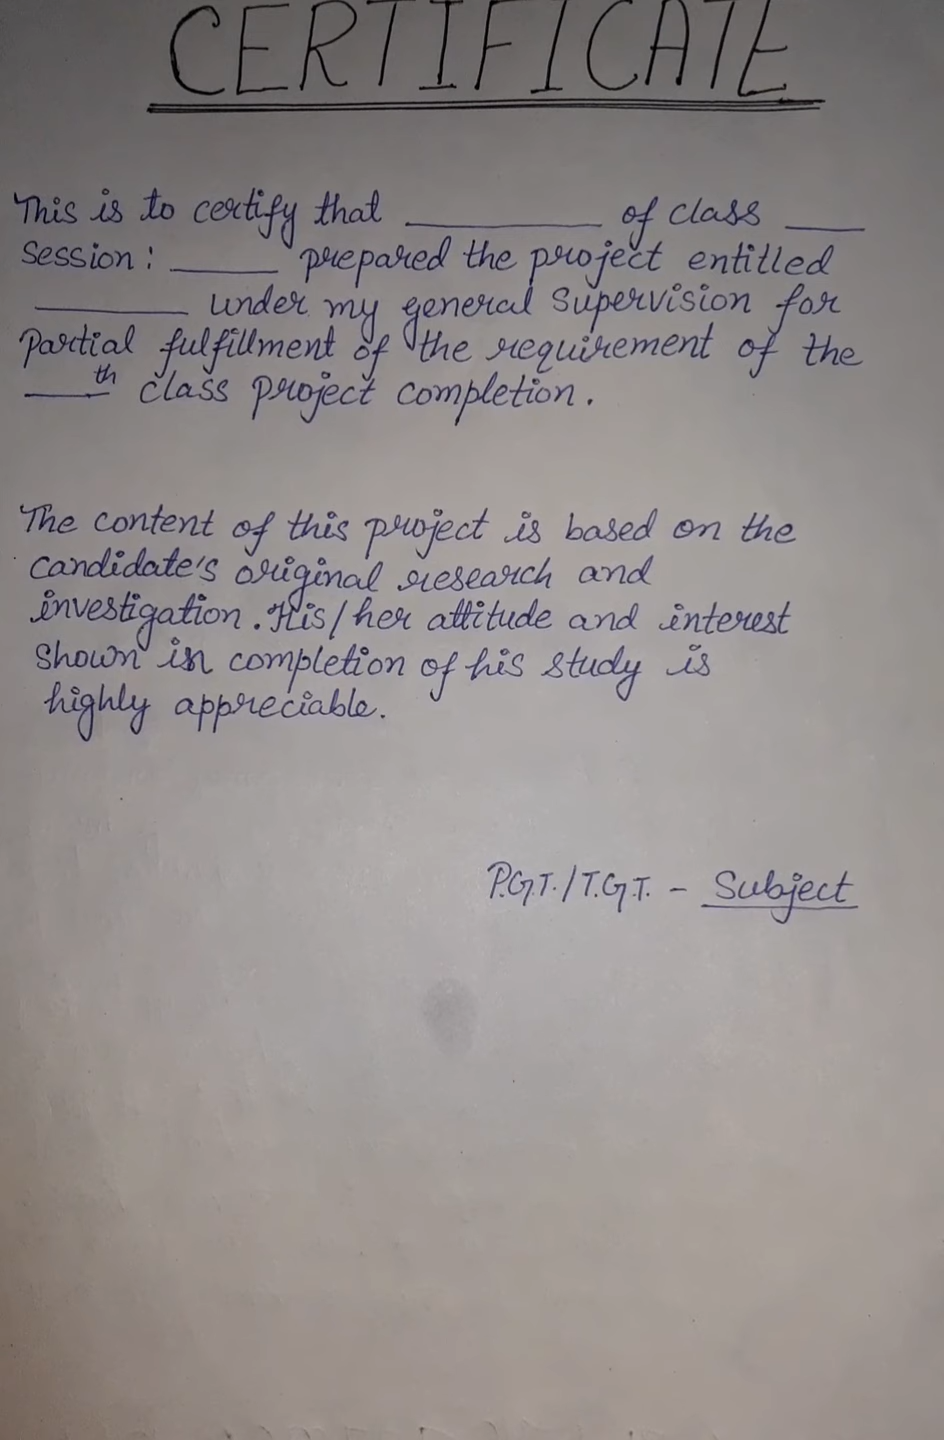 CERTIFICATE
This is to certify that __________ of class ____
Session: ______ prepared the project entitled
________ under my general Supervision for
Partial fulfillment of the requirement of the
____th class project completion.
The content of this project is based on the
candidate's original research and
investigation. His/her attitude and interest
Shown in completion of his study is
highly appreciable.
P.G.T./T.G.T. - Subject